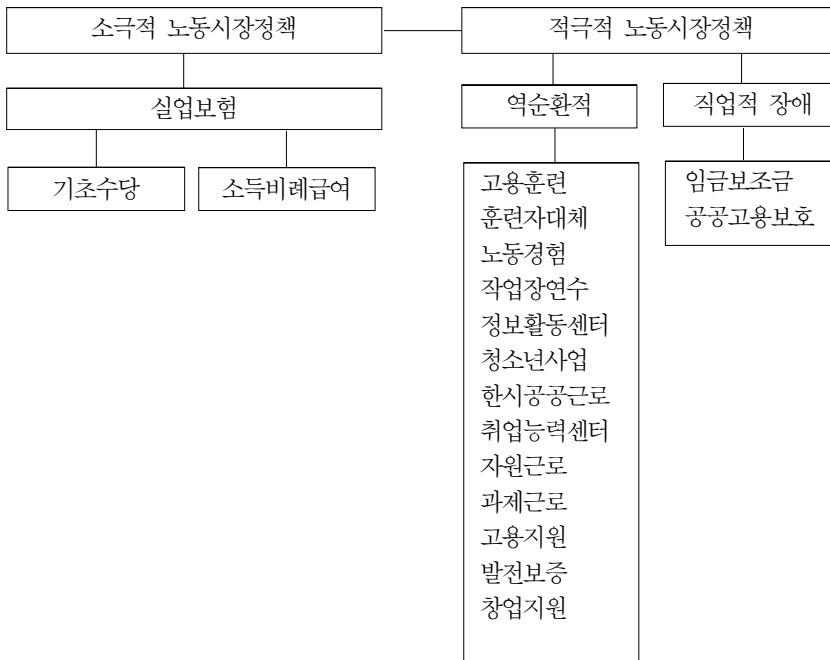 소극적 노동시장정책
적극적 노동시장정책
실업보험
역순환적
직업적 장애
기초수당
소득비례급여
고용훈련
훈련자대체
노동경험
작업장연수
정보활동센터
청소년사업
한시공공근로
취업능력센터
자원근로
과제근로
고용지원
발전보증
창업지원
임금보조금
공공고용보호